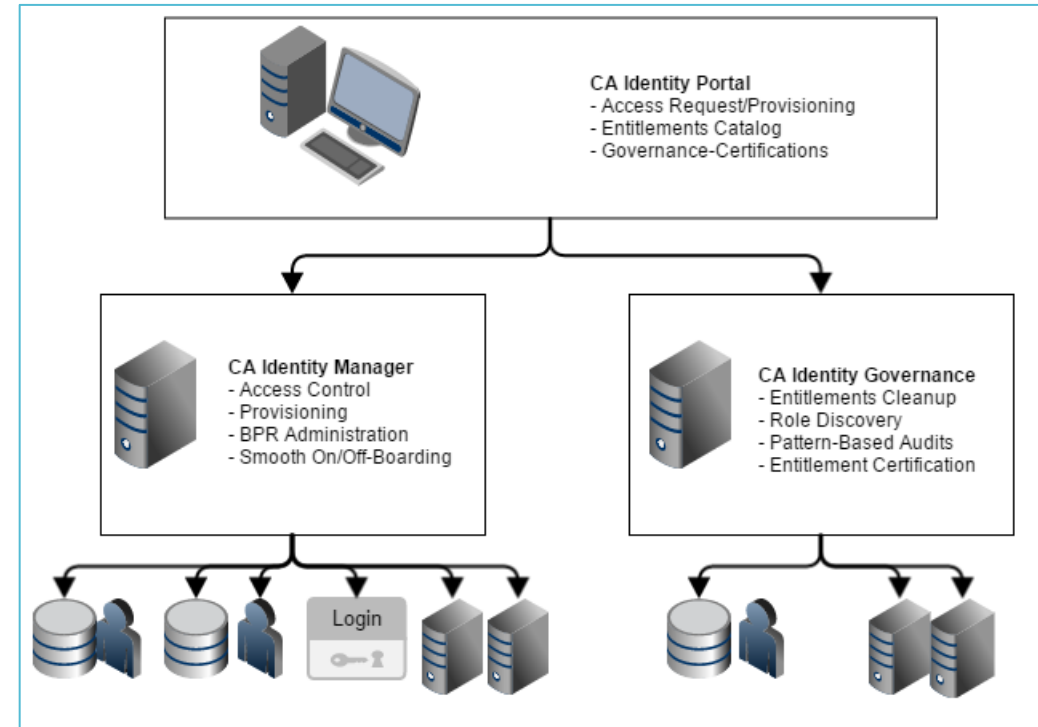 CA Identity Portal
- Access Request/Provisioning
- Entitlements Catalog
- Governance-Certifications
CA Identity Manager
- Access Control
- Provisioning
- BPR Administration
- Smooth On/Off-Boarding
CA Identity Governance
- Entitlements Cleanup
- Role Discovery
- Pattern-Based Audits
- Entitlement Certification
Login